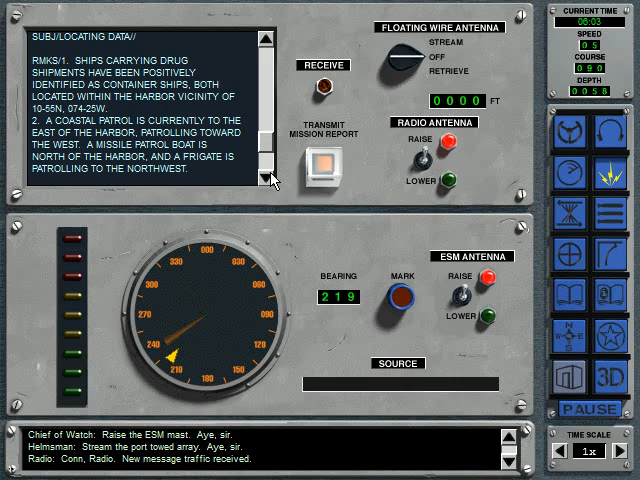 SUBJ/LOCATING DATA//
RMKS/1.  SHIPS CARRYING DRUG
SHIPMENTS HAVE BEEN POSITIVELY
IDENTIFIED AS CONTAINER SHIPS, BOTH
LOCATED WITHIN THE HARBOR VICINITY OF
10-55N, 074-25W.
2.  A COASTAL PATROL IS CURRENTLY TO THE
EAST OF THE HARBOR, PATROLLING TOWARD
THE WEST.  A MISSILE PATROL BOAT IS
NORTH OF THE HARBOR, AND A FRIGATE IS
PATROLLING TO THE NORTHWEST.
RECEIVE
TRANSMIT
MISSION REPORT
FLOATING WIRE ANTENNA
STREAM
OFF
RETRIEVE
0000 FT
RADIO ANTENNA
RAISE
LOWER
CURRENT TIME
06:03
SPEED
05
COURSE
090
DEPTH
0058
000
030
060
090
120
150
180
210
240
270
300
330
BEARING
219
MARK
ESM ANTENNA
RAISE
LOWER
SOURCE
N
W E
S
3D
PAUSE
TIME SCALE
1x
Chief of Watch:  Raise the ESM mast.  Aye, sir.
Helmsman:  Stream the port towed array.  Aye, sir.
Radio:  Conn, Radio.  New message traffic received.